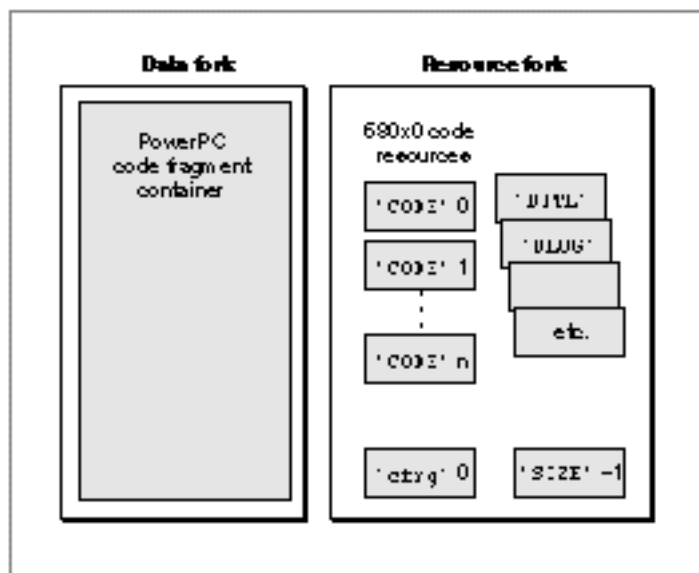 Data fork
Resource fork
PowerPC
code fragment
container
680x0 code
resources
'CODE' 0
'DITL'
'CODE' 1
'DLOG'
'CODE' n
etc.
'cfrg' 0
'SIZE' -1